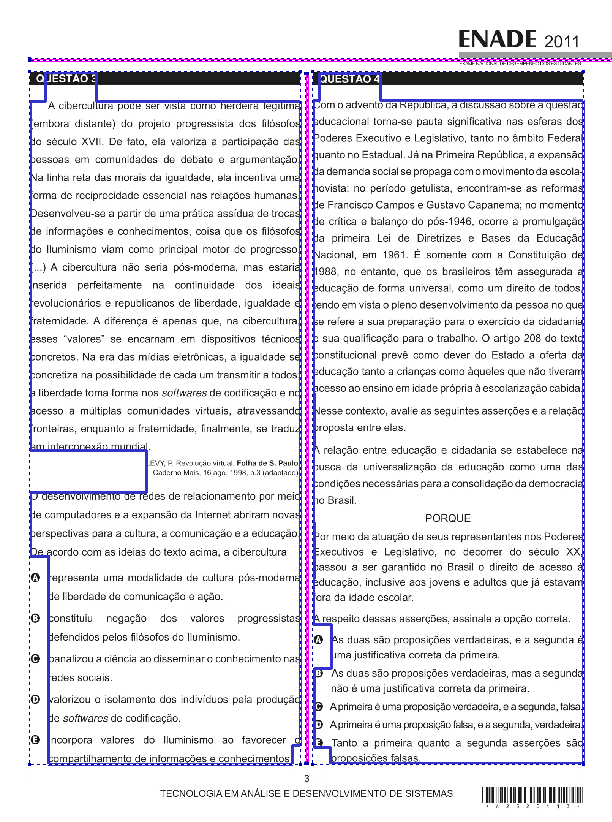 ENADE 2011
EXAME NACIONAL DE DESEMPENHO DOS ESTUDANTES
QUESTÃO 3
A cibercultura pode ser vista como herdeira legítima
(embora distante) do projeto progressista dos filósofos
do século XVII. De fato, ela valoriza a participação das
pessoas em comunidades de debate e argumentação.
Na linha reta das morais da igualdade, ela incentiva uma
forma de reciprocidade essencial nas relações humanas.
Desenvolveu-se a partir de uma prática assídua de trocas
de informações e conhecimentos, coisa que os filósofos
do Iluminismo viam como principal motor do progresso.
(...) A cibercultura não seria pós-moderna, mas estaria
inserida perfeitamente na continuidade dos ideais
revolucionários e republicanos de liberdade, igualdade e
fraternidade. A diferença é apenas que, na cibercultura,
esses “valores” se encarnam em dispositivos técnicos
concretos. Na era das mídias eletrônicas, a igualdade se
concretiza na possibilidade de cada um transmitir a todos;
a liberdade toma forma nos softwares de codificação e no
acesso a múltiplas comunidades virtuais, atravessando
fronteiras, enquanto a fraternidade, finalmente, se traduz
em interconexão mundial.
LEVY, P. Revolução virtual. Folha de S. Paulo.
Caderno Mais, 16 ago. 1998, p.3 (adaptado).
O desenvolvimento de redes de relacionamento por meio
de computadores e a expansão da Internet abriram novas
perspectivas para a cultura, a comunicação e a educação.
De acordo com as ideias do texto acima, a cibercultura
A representa uma modalidade de cultura pós-moderna
de liberdade de comunicação e ação.
B constituiu negação dos valores progressistas
defendidos pelos filósofos do Iluminismo.
C banalizou a ciência ao disseminar o conhecimento nas
redes sociais.
D valorizou o isolamento dos indivíduos pela produção
de softwares de codificação.
E incorpora valores do Iluminismo ao favorecer o
compartilhamento de informações e conhecimentos.
QUESTÃO 4
Com o advento da República, a discussão sobre a questão
educacional torna-se pauta significativa nas esferas dos
Poderes Executivo e Legislativo, tanto no âmbito Federal
quanto no Estadual. Já na Primeira República, a expansão
da demanda social se propaga com o movimento da escola-
novista; no período getulista, encontram-se as reformas
de Francisco Campos e Gustavo Capanema; no momento
de crítica e balanço do pós-1946, ocorre a promulgação
da primeira Lei de Diretrizes e Bases da Educação
Nacional, em 1961. É somente com a Constituição de
1988, no entanto, que os brasileiros têm assegurada a
educação de forma universal, como um direito de todos,
tendo em vista o pleno desenvolvimento da pessoa no que
se refere a sua preparação para o exercício da cidadania
e sua qualificação para o trabalho. O artigo 208 do texto
constitucional prevê como dever do Estado a oferta da
educação tanto a crianças como àqueles que não tiveram
acesso ao ensino em idade própria à escolarização cabida.
Nesse contexto, avalie as seguintes asserções e a relação
proposta entre elas.
A relação entre educação e cidadania se estabelece na
busca da universalização da educação como uma das
condições necessárias para a consolidação da democracia
no Brasil.
PORQUE
Por meio da atuação de seus representantes nos Poderes
Executivos e Legislativo, no decorrer do século XX,
passou a ser garantido no Brasil o direito de acesso à
educação, inclusive aos jovens e adultos que já estavam
fora da idade escolar.
A respeito dessas asserções, assinale a opção correta.
A As duas são proposições verdadeiras, e a segunda é
uma justificativa correta da primeira.
B As duas são proposições verdadeiras, mas a segunda
não é uma justificativa correta da primeira.
C A primeira é uma proposição verdadeira, e a segunda, falsa.
D A primeira é uma proposição falsa, e a segunda, verdadeira.
E Tanto a primeira quanto a segunda asserções são
proposições falsas.
3
TECNOLOGIA EM ANÁLISE E DESENVOLVIMENTO DE SISTEMAS